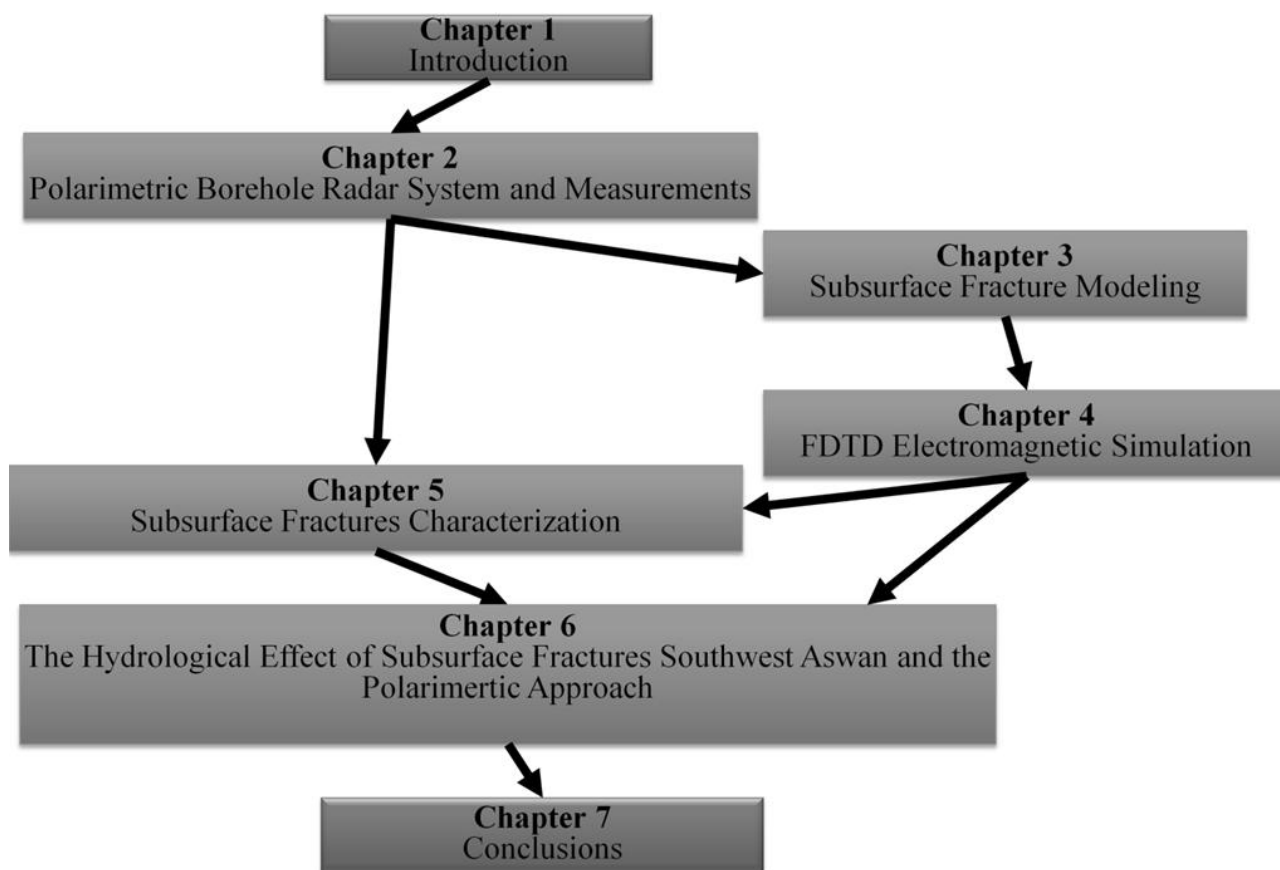 Chapter 1
Introduction
Chapter 2
Polarimetric Borehole Radar System and Measurements
Chapter 3
Subsurface Fracture Modeling
Chapter 4
FDTD Electromagnetic Simulation
Chapter 5
Subsurface Fractures Characterization
Chapter 6
The Hydrological Effect of Subsurface Fractures Southwest Aswan and the
Polarimertic Approach
Chapter 7
Conclusions